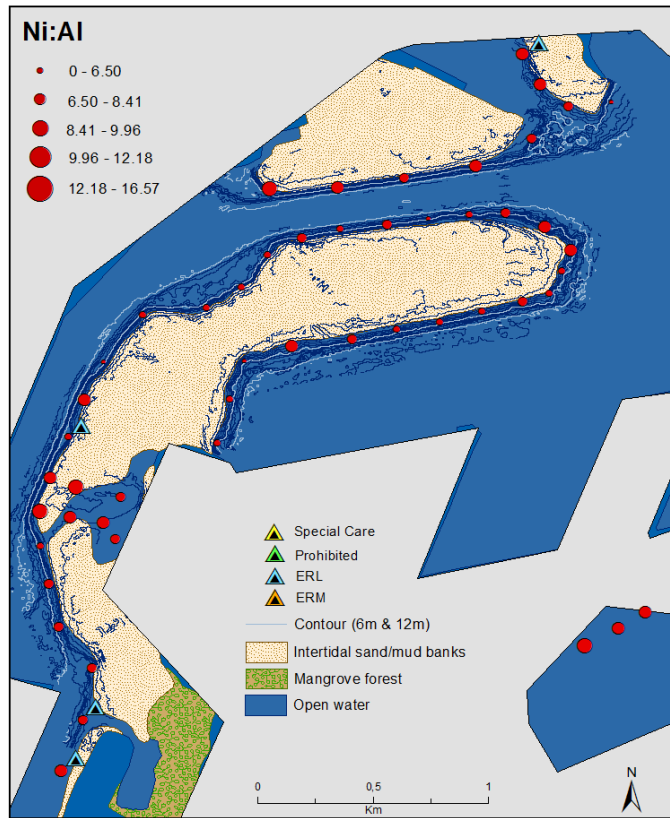 Ni:Al
0 - 6.50
6.50 - 8.41
8.41 - 9.96
9.96 - 12.18
12.18 - 16.57
Special Care
Prohibited
ERL
ERM
Contour (6m & 12m)
Intertidal sand/mud banks
Mangrove forest
Open water
0 0,5 1
Km
N